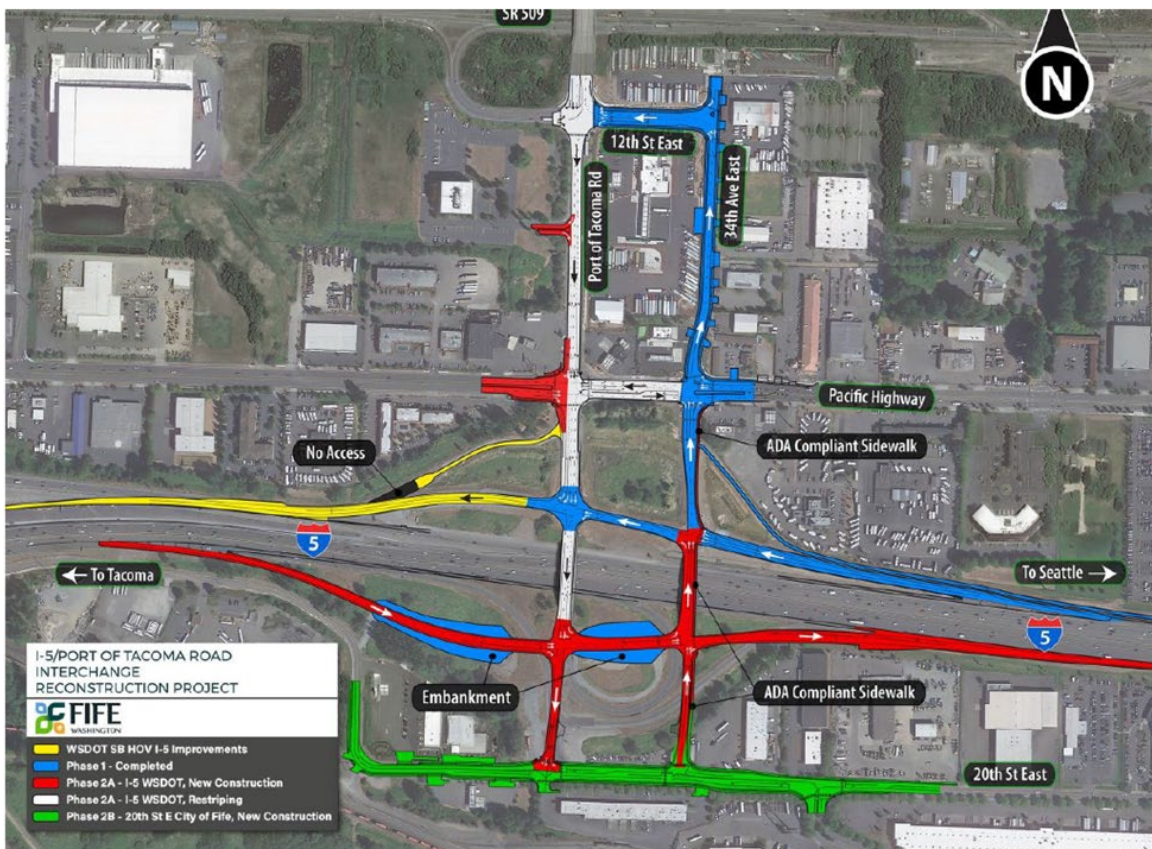 SR 509
N
12th St East
Port of Tacoma Rd
34th Ave East
Pacific Highway
ADA Compliant Sidewalk
No Access
5
← To Tacoma
To Seattle →
5
I-5/PORT OF TACOMA ROAD
INTERCHANGE
RECONSTRUCTION PROJECT
FIFE
WASHINGTON
Embankment
ADA Compliant Sidewalk
WSDOT SB HOV I-5 Improvements
Phase 1 - Completed
Phase 2A - I-5 WSDOT, New Construction
Phase 2A - I-5 WSDOT, Restriping
Phase 2B - 20th St E City of Fife, New Construction
20th St East